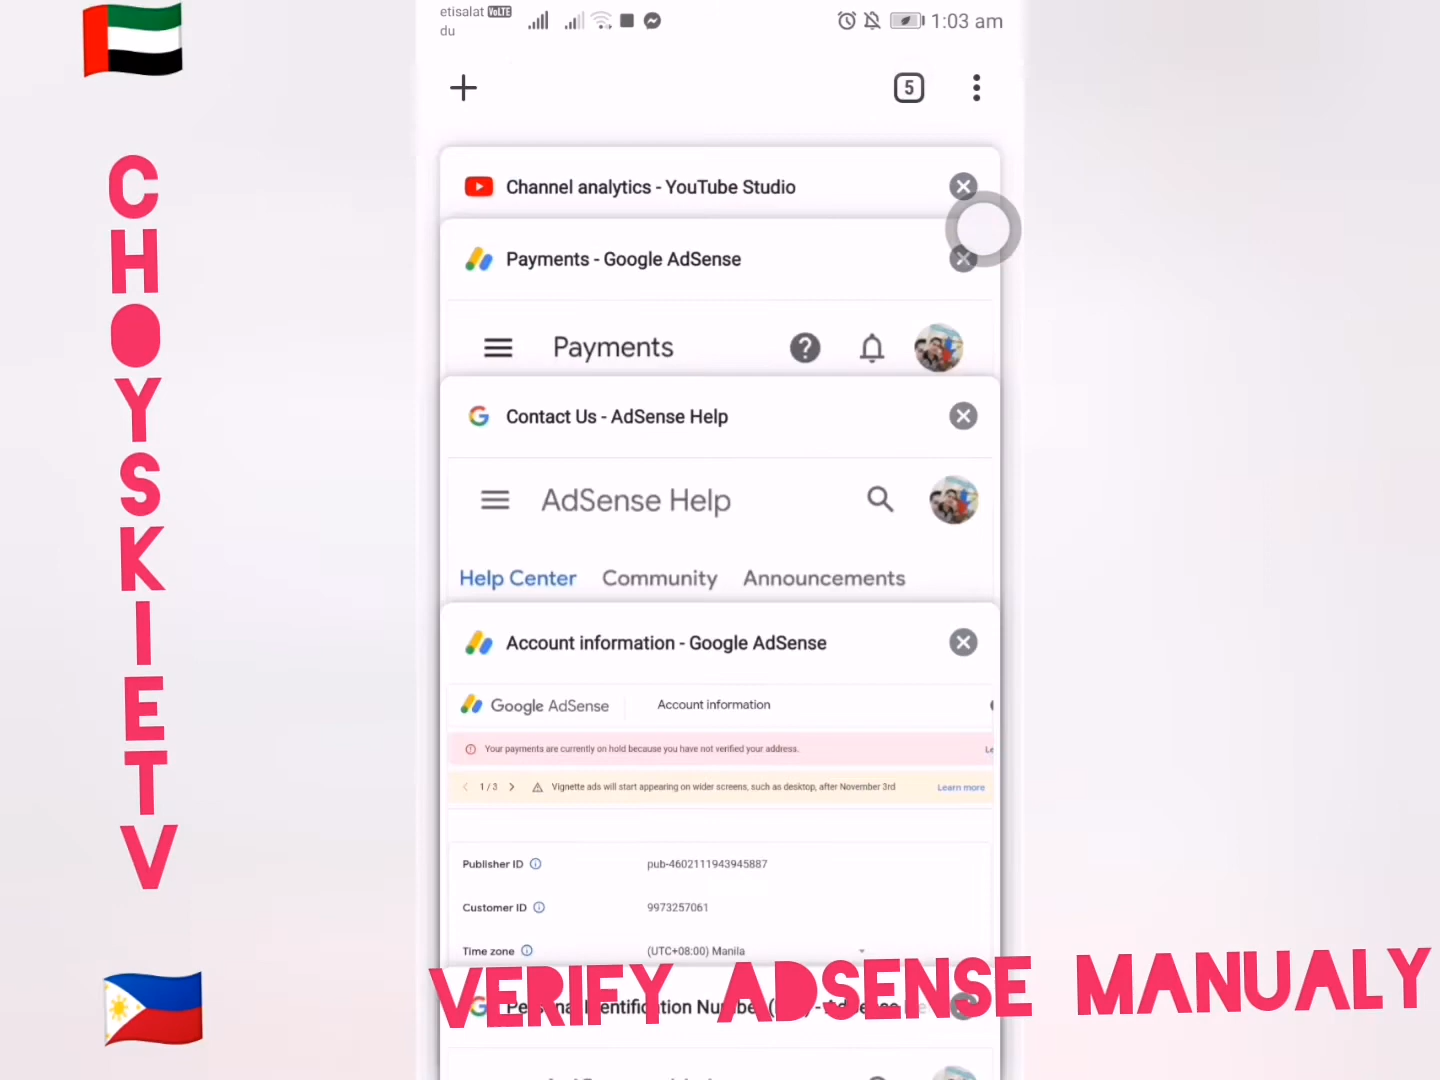 etisalat VoLTE
du
1:03 am
5
Channel analytics - YouTube Studio
Payments - Google AdSense
Payments
Contact Us - AdSense Help
AdSense Help
Help Center Community Announcements
Account information - Google AdSense
Google AdSense Account information
Your payments are currently on hold because you have not verified your address. Le
1 / 3 Vignette ads will start appearing on wider screens, such as desktop, after November 3rd Learn more
Publisher ID pub-4602111943945887
Customer ID 9973257061
Time zone (UTC+08:00) Manila
CHOYSKIETV
VERIFY ADSENSE MANUALY